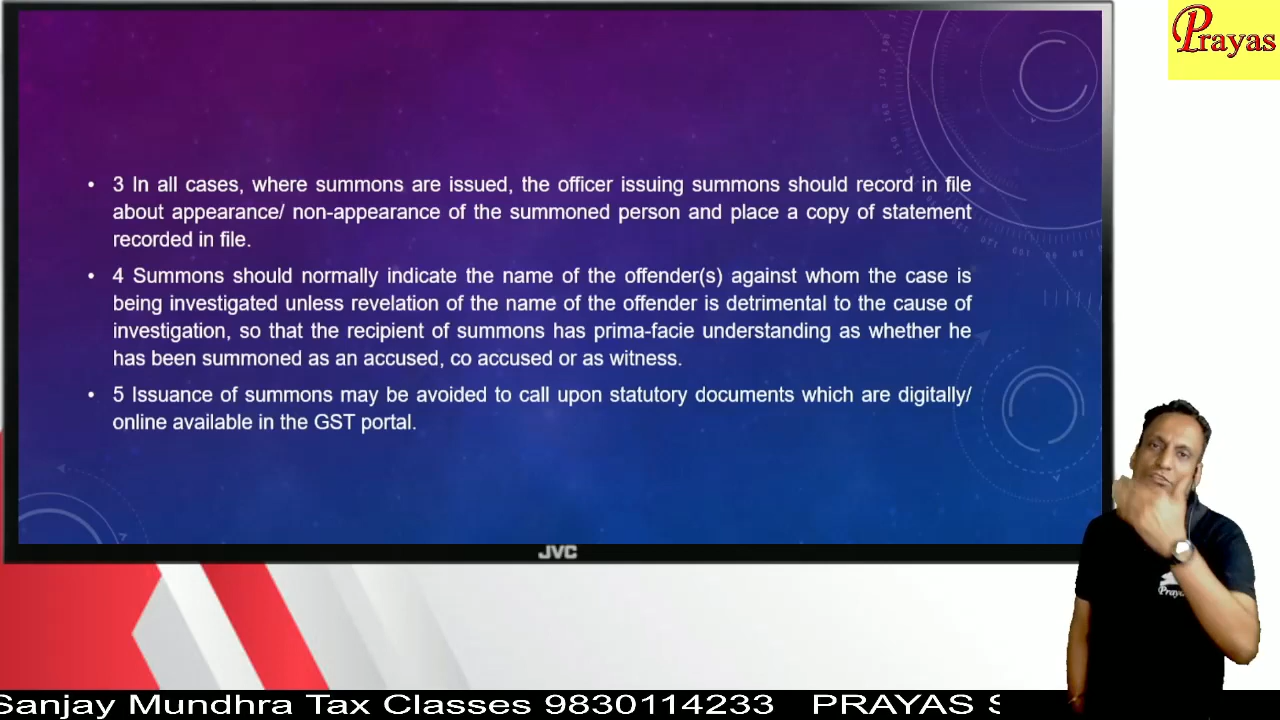 Prayas
• 3 In all cases, where summons are issued, the officer issuing summons should record in file
about appearance/ non-appearance of the summoned person and place a copy of statement
recorded in file.
• 4 Summons should normally indicate the name of the offender(s) against whom the case is
being investigated unless revelation of the name of the offender is detrimental to the cause of
investigation, so that the recipient of summons has prima-facie understanding as whether he
has been summoned as an accused, co accused or as witness.
• 5 Issuance of summons may be avoided to call upon statutory documents which are digitally/
online available in the GST portal.
JVC
Sanjay Mundhra Tax Classes 9830114233 PRAYAS S